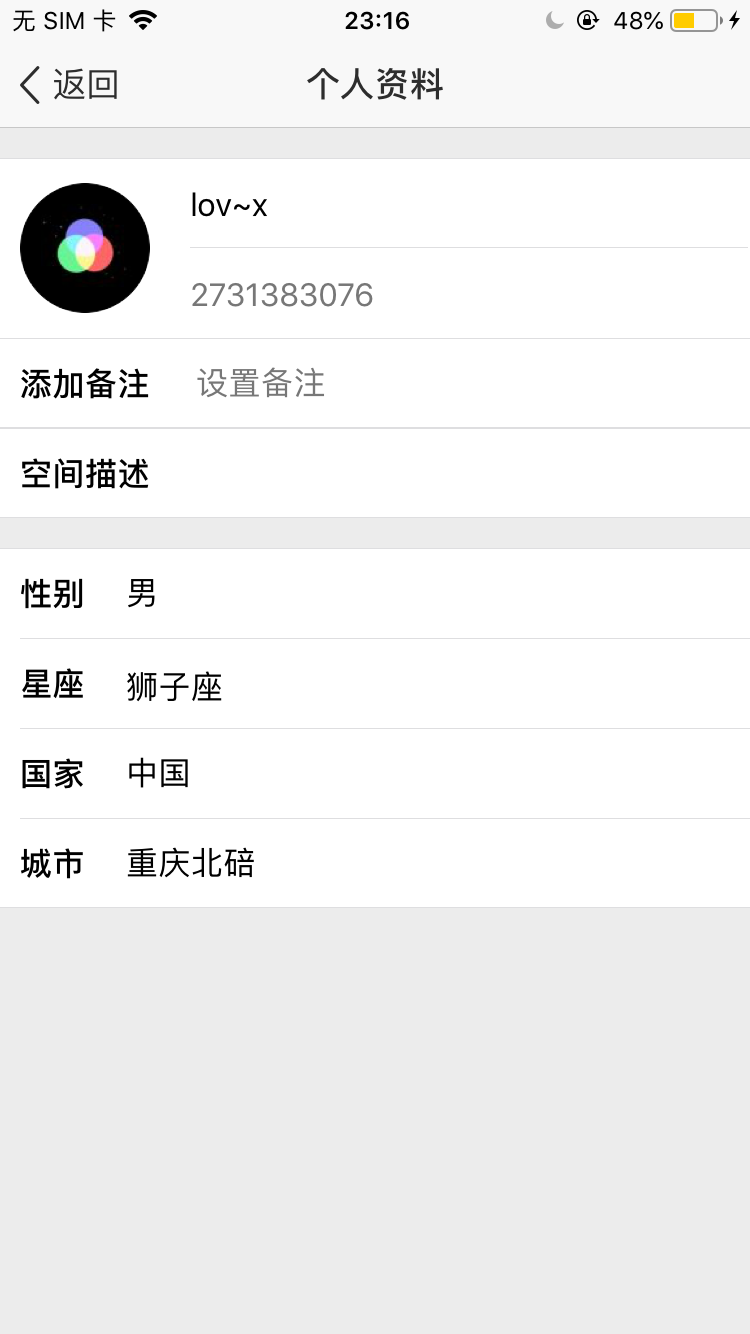 无 SIM 卡 23:16 48%
返回 个人资料
lov~x
2731383076
添加备注 设置备注
空间描述
性别 男
星座 狮子座
国家 中国
城市 重庆北碚